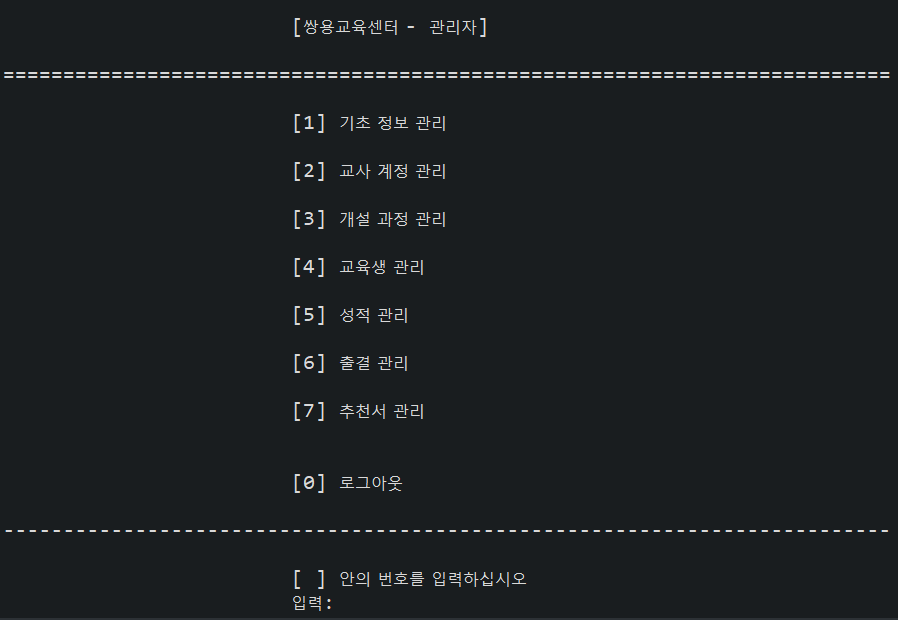 [쌍용교육센터 - 관리자]
==========================================================================
[1] 기초 정보 관리
[2] 교사 계정 관리
[3] 개설 과정 관리
[4] 교육생 관리
[5] 성적 관리
[6] 출결 관리
[7] 추천서 관리
[0] 로그아웃
--------------------------------------------------------------------------
[ ] 안의 번호를 입력하십시오
입력: